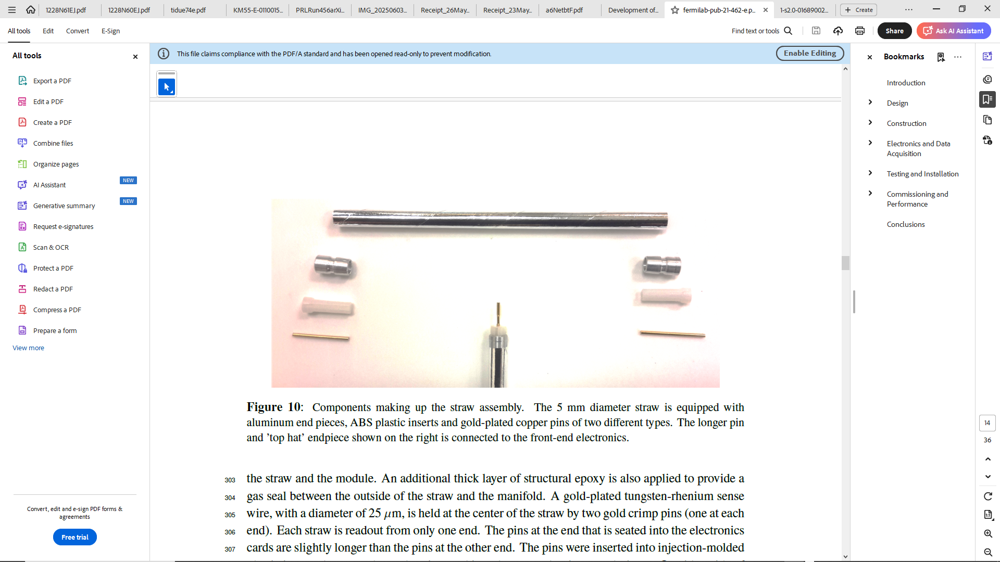 1228N61EJ.pdf
1228N60EJ.pdf
tidue74e.pdf
KM55-E-0110015...
PRLRun456arXi...
IMG_20250603...
Receipt_26May...
Receipt_23May...
a6NetbtF.pdf
Development of...
fermilab-pub-21-462-e.p...
1-s2.0-01689002...
Create
All tools
Edit
Convert
E-Sign
Find text or tools
Share
Ask AI Assistant
All tools
Export a PDF
Edit a PDF
Create a PDF
Combine files
Organize pages
AI Assistant
NEW
Generative summary
NEW
Request e-signatures
Scan & OCR
Protect a PDF
Redact a PDF
Compress a PDF
Prepare a form
View more
Convert, edit and e-sign PDF forms &
agreements
Free trial
This file claims compliance with the PDF/A standard and has been opened read-only to prevent modification.
Enable Editing
Figure 10: Components making up the straw assembly. The 5 mm diameter straw is equipped with
aluminum end pieces, ABS plastic inserts and gold-plated copper pins of two different types. The longer pin
and ’top hat’ endpiece shown on the right is connected to the front-end electronics.
303 the straw and the module. An additional thick layer of structural epoxy is also applied to provide a
304 gas seal between the outside of the straw and the manifold. A gold-plated tungsten-rhenium sense
305 wire, with a diameter of 25 μm, is held at the center of the straw by two gold crimp pins (one at each
306 end). Each straw is readout from only one end. The pins at the end that is seated into the electronics
307 cards are slightly longer than the pins at the other end. The pins were inserted into injection-molded
Bookmarks
Introduction
Design
Construction
Electronics and Data
Acquisition
Testing and Installation
Commissioning and
Performance
Conclusions
14
36
1:1